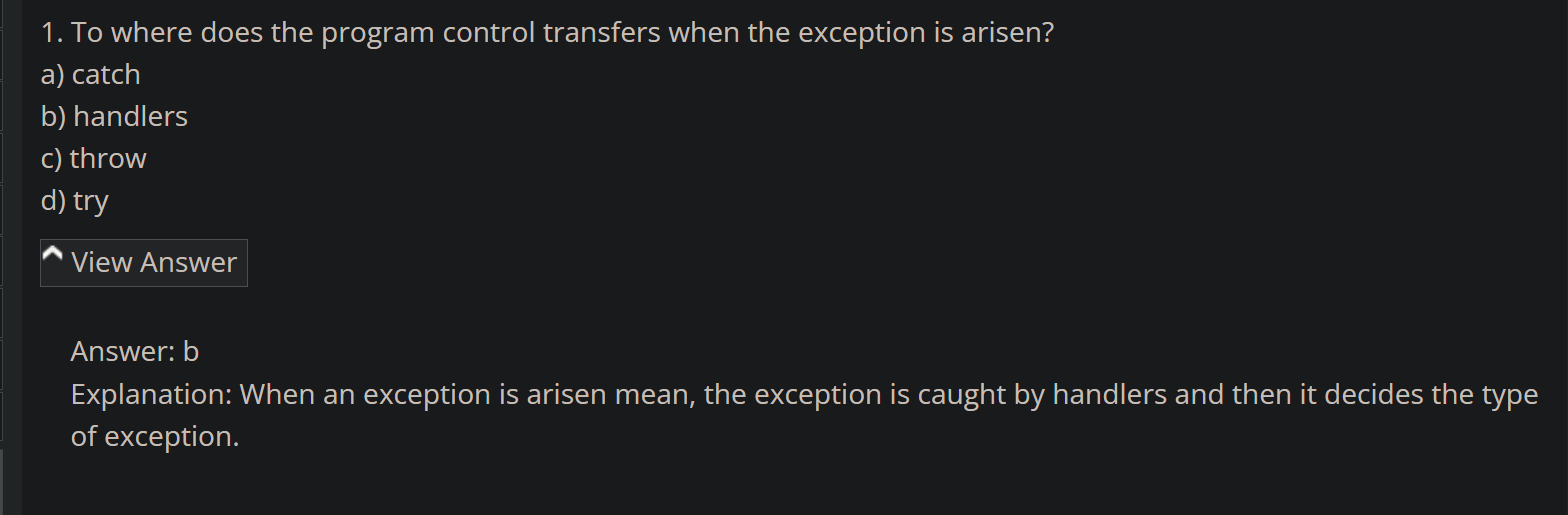 1. To where does the program control transfers when the exception is arisen?
a) catch
b) handlers
c) throw
d) try
View Answer
Answer: b
Explanation: When an exception is arisen mean, the exception is caught by handlers and then it decides the type
of exception.